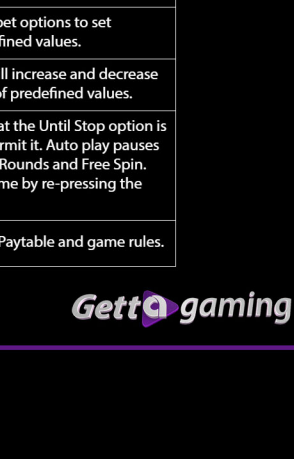 bet options to set
fined values.
ll increase and decrease
of predefined values.
at the Until Stop option is
rmit it. Auto play pauses
Rounds and Free Spin.
me by re-pressing the
Paytable and game rules.
Getta gaming